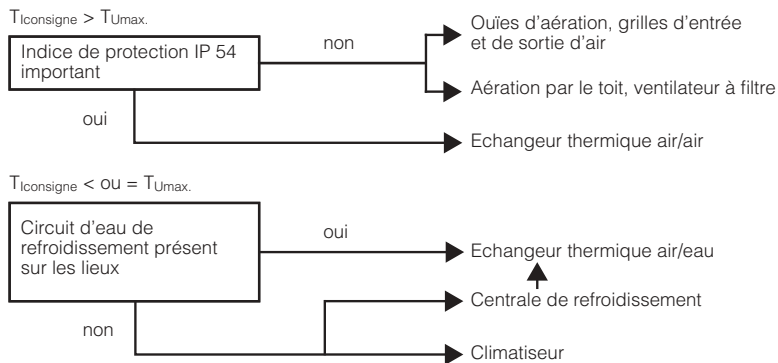 TIconsigne > TUmax.
Indice de protection IP 54
important
non
oui
Ouïes d'aération, grilles d'entrée
et de sortie d'air
Aération par le toit, ventilateur à filtre
Echangeur thermique air/air
TIconsigne < ou = TUmax.
Circuit d'eau de
refroidissement présent
sur les lieux
oui
non
Echangeur thermique air/eau
Centrale de refroidissement
Climatiseur